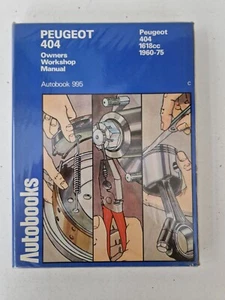 PEUGEOT
404
Owners
Workshop
Manual
Autobook 995
Peugeot
404
1618cc
1960-75
C
Autobooks